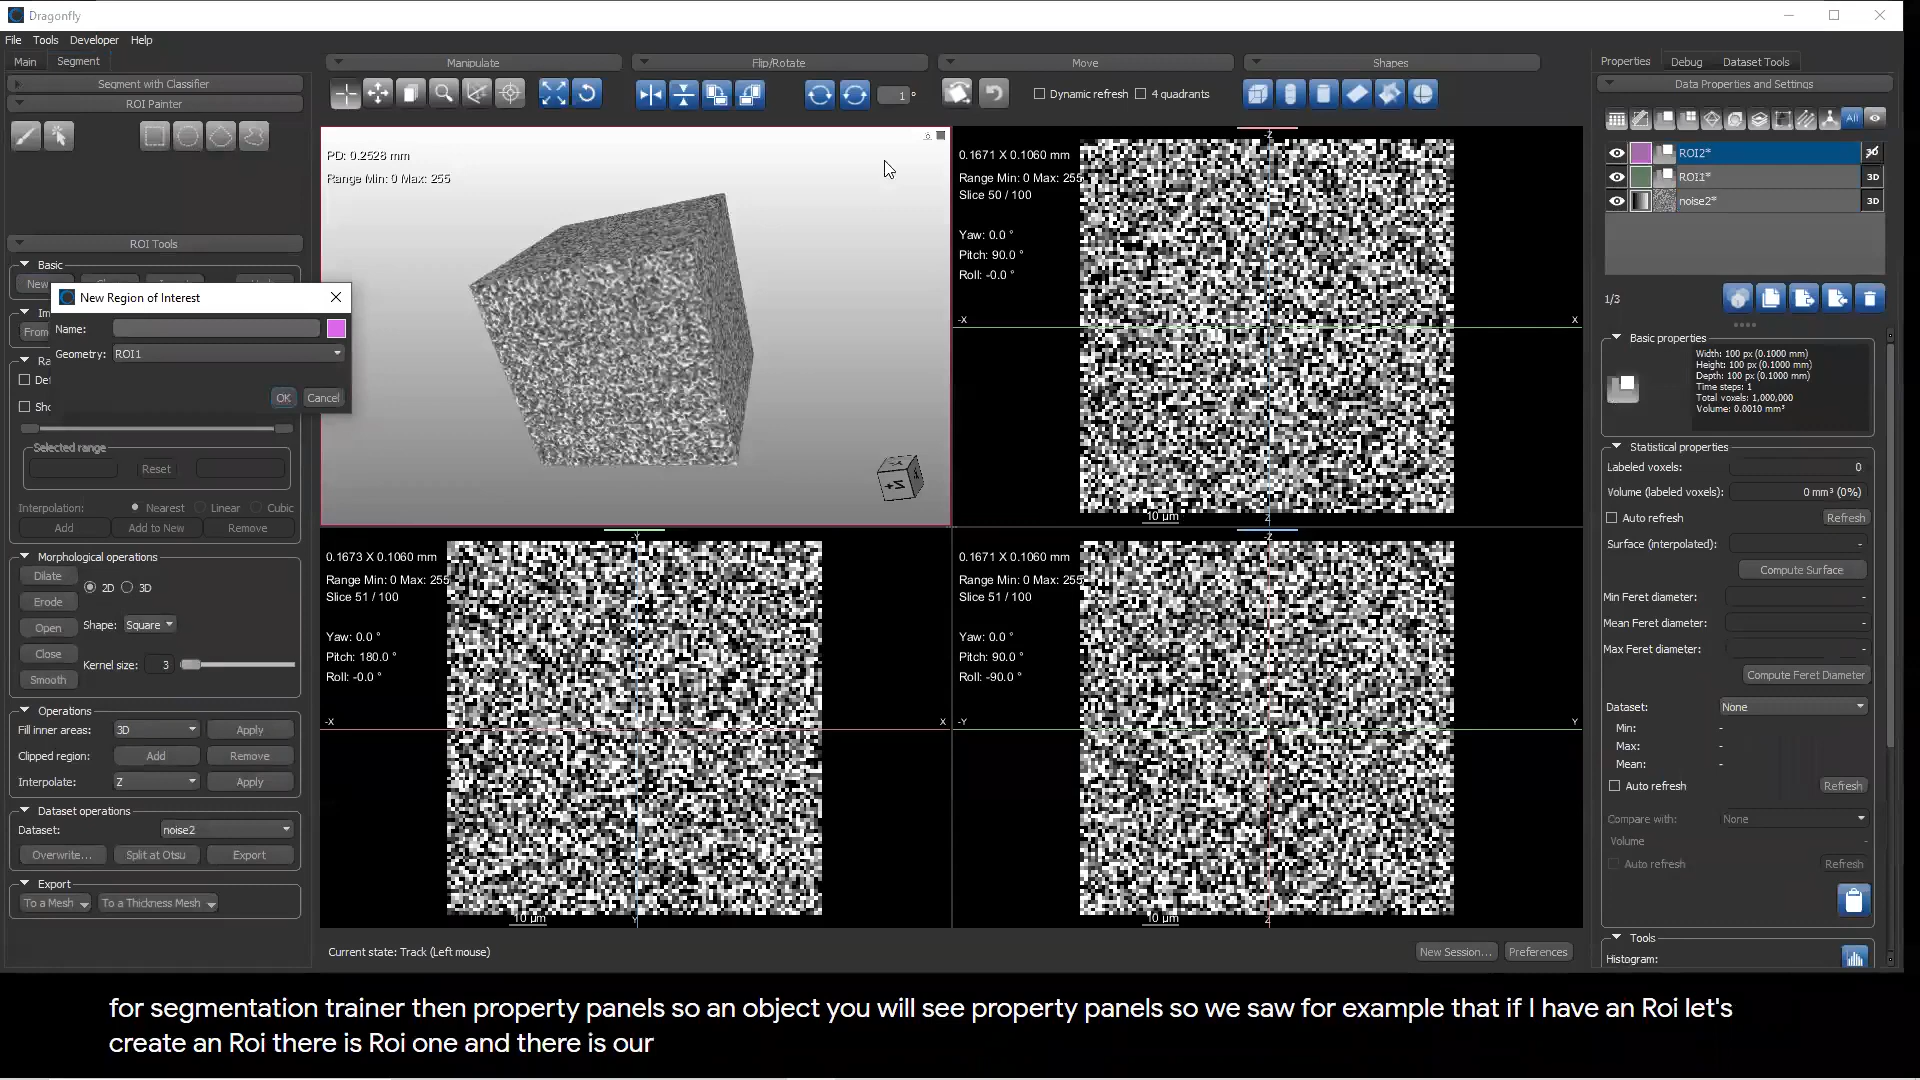 Dragonfly
File Tools Developer Help
Main Segment
Segment with Classifier
ROI Painter
ROI Tools
Basic
New
New Region of Interest
Name:
Geometry: ROI1
OK Cancel
From
Selected range
Reset
Interpolation: Nearest Linear Cubic
Add Add to New Remove
Morphological operations
Dilate
2D 3D
Erode
Open
Shape: Square
Close
Kernel size: 3
Smooth
Operations
Fill inner areas: 3D Apply
Clipped region: Add Remove
Interpolate: Z Apply
Dataset operations
Dataset: noise2
Overwrite... Split at Otsu Export
Export
To a Mesh To a Thickness Mesh
Manipulate Flip/Rotate Move Shapes
1 °
Dynamic refresh 4 quadrants
PD: 0.2528 mm
Range Min: 0 Max: 255
Z+
0.1671 X 0.1060 mm
Range Min: 0 Max: 255
Slice 50 / 100
Yaw: 0.0 °
Pitch: 90.0 °
Roll: -0.0 °
-Z
-X X
10 µm
Z
0.1673 X 0.1060 mm
Range Min: 0 Max: 255
Slice 51 / 100
Yaw: 0.0 °
Pitch: 180.0 °
Roll: -0.0 °
-Y
-X X
10 µm
Y
0.1671 X 0.1060 mm
Range Min: 0 Max: 255
Slice 51 / 100
Yaw: 0.0 °
Pitch: 90.0 °
Roll: -90.0 °
-Z
-Y Y
10 µm
Z
Current state: Track (Left mouse)
New Session... Preferences
Properties Debug Dataset Tools
Data Properties and Settings
All
ROI2*
ROI1* 3D
noise2* 3D
1/3
Basic properties
Width: 100 px (0.1000 mm)
Height: 100 px (0.1000 mm)
Depth: 100 px (0.1000 mm)
Time steps: 1
Total voxels: 1,000,000
Volume: 0.0010 mm³
Statistical properties
Labeled voxels: 0
Volume (labeled voxels): 0 mm³ (0%)
Auto refresh Refresh
Surface (interpolated): -
Compute Surface
Min Feret diameter: -
Mean Feret diameter: -
Max Feret diameter: -
Compute Feret Diameter
Dataset: None
Min: -
Max: -
Mean: -
Auto refresh Refresh
Compare with: None
Volume -
Auto refresh Refresh
Tools
Histogram:
for segmentation trainer then property panels so an object you will see property panels so we saw for example that if I have an Roi let's
create an Roi there is Roi one and there is our